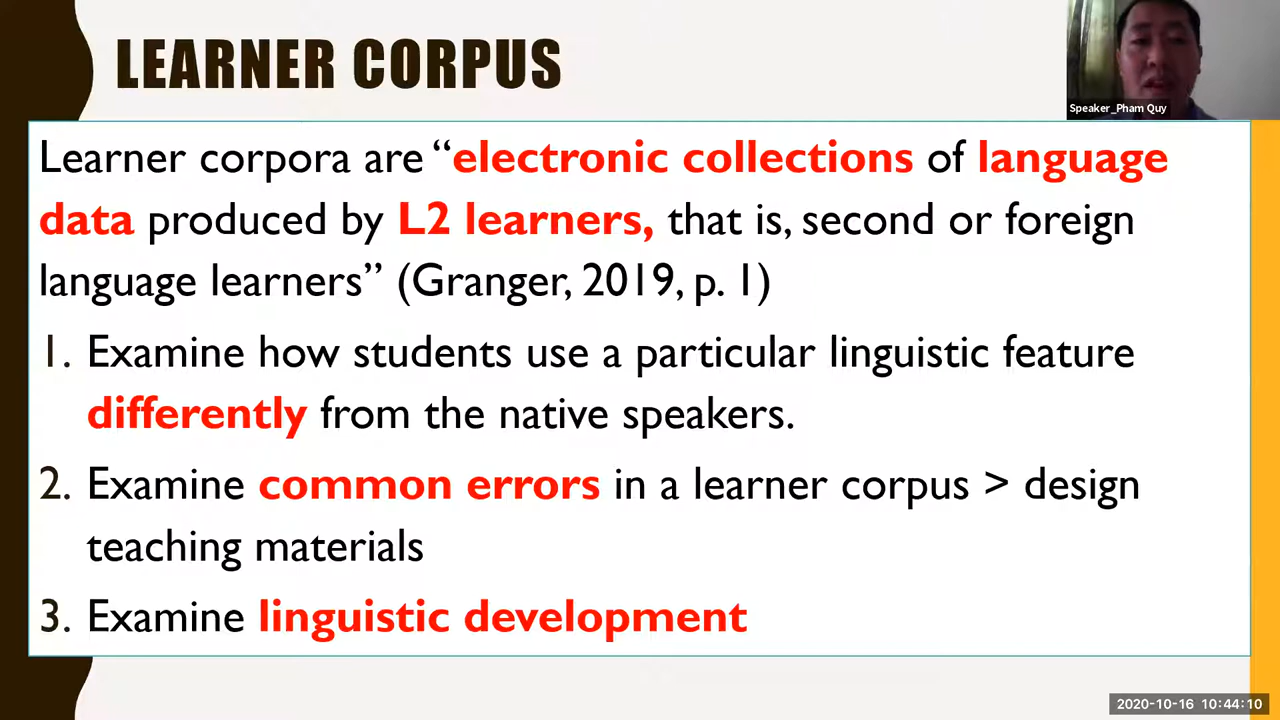 LEARNER CORPUS
Speaker_Pham Quy
Learner corpora are “electronic collections of language
data produced by L2 learners, that is, second or foreign
language learners” (Granger, 2019, p. 1)
1. Examine how students use a particular linguistic feature
differently from the native speakers.
2. Examine common errors in a learner corpus > design
teaching materials
3. Examine linguistic development
2020-10-16 10:44:10